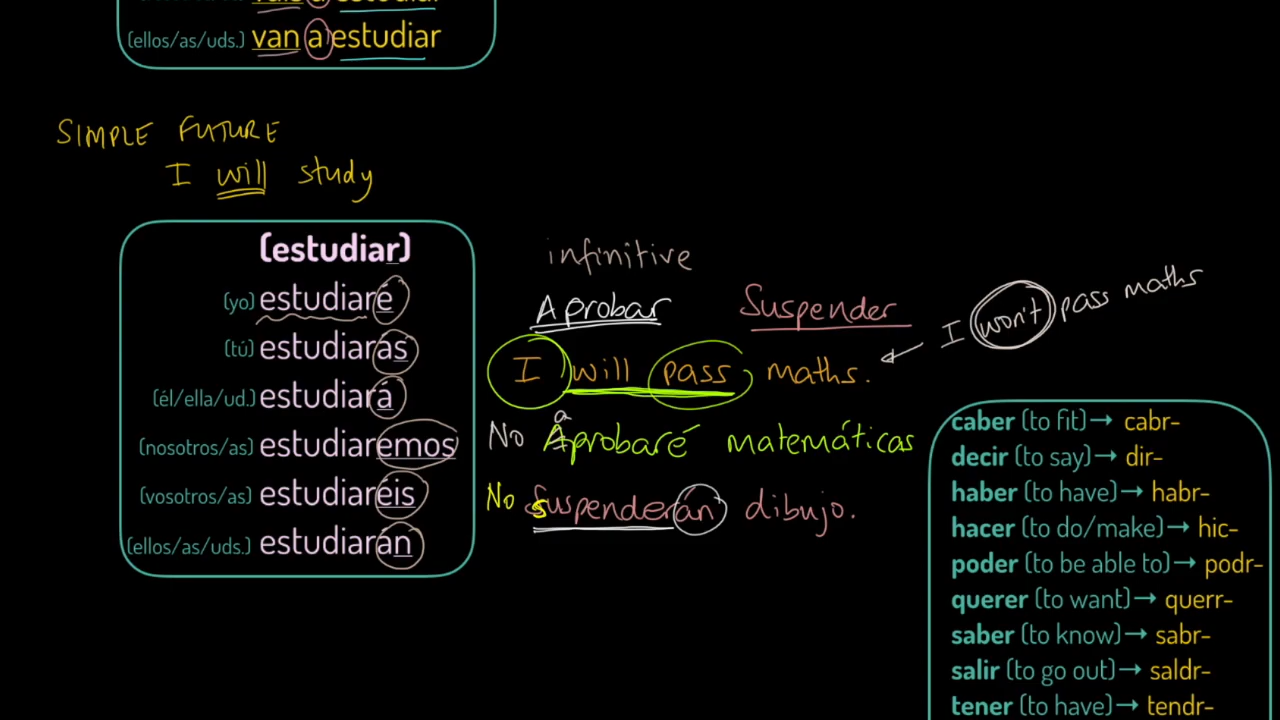 (ellos/as/uds.) van a estudiar
SIMPLE FUTURE
I will study
(estudiar)
(yo) estudiaré
(tú) estudiarás
(él/ella/ud.) estudiará
(nosotros/as) estudiaremos
(vosotros/as) estudiaréis
(ellos/as/uds.) estudiarán
infinitive
Aprobar Suspender
I won't pass maths
I will pass maths.
No aprobaré matemáticas
No suspenderán dibujo.
caber (to fit)→ cabr-
decir (to say)→ dir-
haber (to have)→ habr-
hacer (to do/make)→ hic-
poder (to be able to)→ podr-
querer (to want)→ querr-
saber (to know)→ sabr-
salir (to go out)→ saldr-
tener (to have)→ tendr-